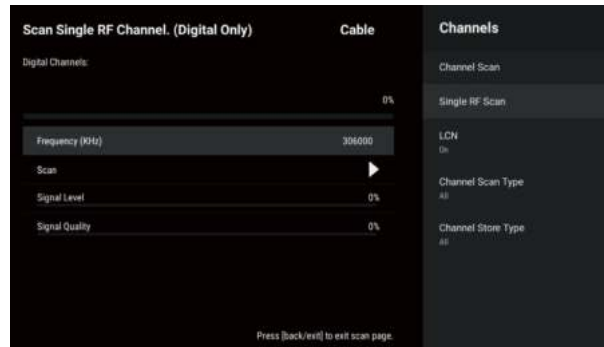 Scan Single RF Channel. (Digital Only) Cable
Digital Channels:
0%
Frequency (KHz) 306000
Scan
Signal Level 0%
Signal Quality 0%
Press [back/exit] to exit scan page.
Channels
Channel Scan
Single RF Scan
LCN
On
Channel Scan Type
All
Channel Store Type
All